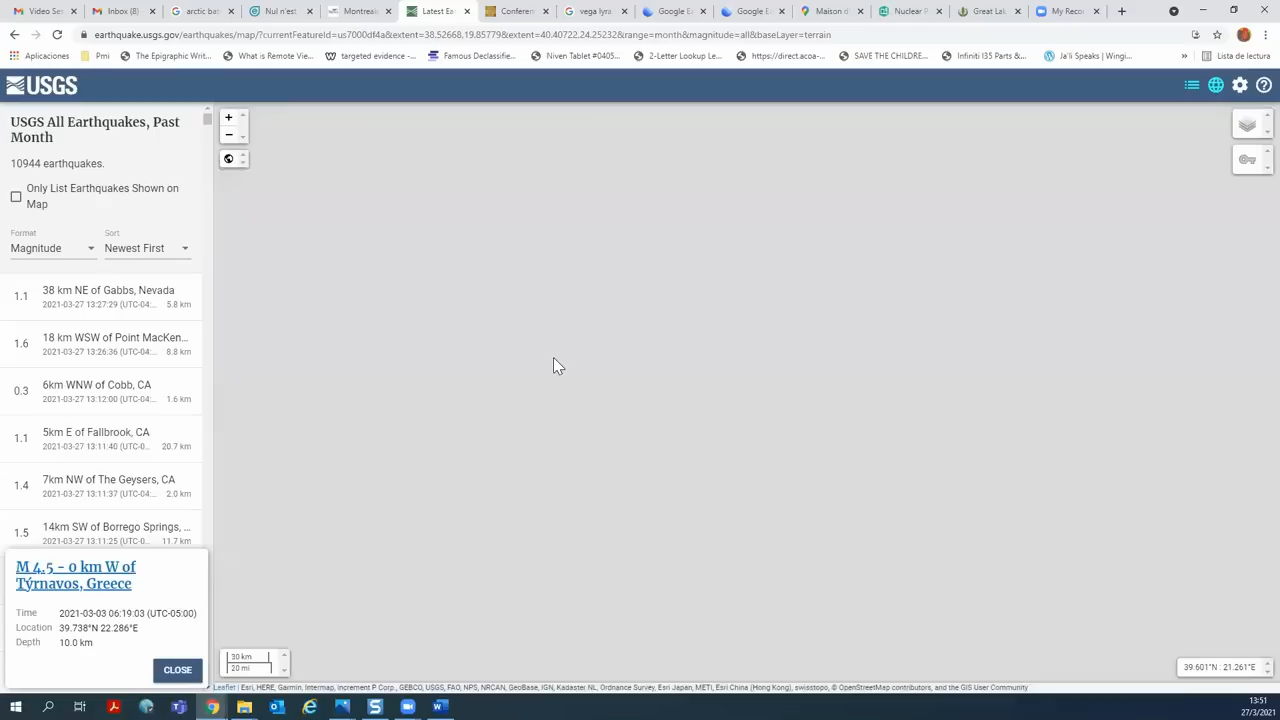 Video Se
Inbox (8)
arctic bas
Nul n'est
Montreal
Latest Ea
Conferen
vega lyra
Google Ea
Google Ea
Maison d
Nuclear P
Great Lak
My Reco
earthquake.usgs.gov/earthquakes/map/?currentFeatureId=us7000df4a&extent=38.52668,19.85779&extent=40.40722,24.25232&range=month&magnitude=all&baseLayer=terrain
Aplicaciones
Pmi
The Epigraphic Writ...
What is Remote Vie...
targeted evidence -...
Famous Declassifie...
Niven Tablet #0405...
2-Letter Lookup Le...
https://direct.acoa-...
SAVE THE CHILDRE...
Infiniti I35 Parts &...
Ja'li Speaks | Wingi...
»
Lista de lectura
USGS
USGS All Earthquakes, Past
Month
10944 earthquakes.
Only List Earthquakes Shown on
Map
Format
Sort
Magnitude
Newest First
1.1
38 km NE of Gabbs, Nevada
2021-03-27 13:27:29 (UTC-04:... 5.8 km
1.6
18 km WSW of Point MacKen...
2021-03-27 13:26:36 (UTC-04:... 8.8 km
0.3
6km WNW of Cobb, CA
2021-03-27 13:12:00 (UTC-04:... 1.6 km
1.1
5km E of Fallbrook, CA
2021-03-27 13:11:40 (UTC-0... 20.7 km
1.4
7km NW of The Geysers, CA
2021-03-27 13:11:37 (UTC-04:... 2.0 km
1.5
14km SW of Borrego Springs, ...
2021-03-27 13:11:25 (UTC-0... 11.7 km
M 4.5 - 0 km W of
Týrnavos, Greece
Time 2021-03-03 06:19:03 (UTC-05:00)
Location 39.738°N 22.286°E
Depth 10.0 km
CLOSE
+
−
30 km
20 mi
39.601°N : 21.261°E
Leaflet | Esri, HERE, Garmin, Intermap, increment P Corp., GEBCO, USGS, FAO, NPS, NRCAN, GeoBase, IGN, Kadaster NL, Ordnance Survey, Esri Japan, METI, Esri China (Hong Kong), swisstopo, © OpenStreetMap contributors, and the GIS User Community
13:51
27/3/2021